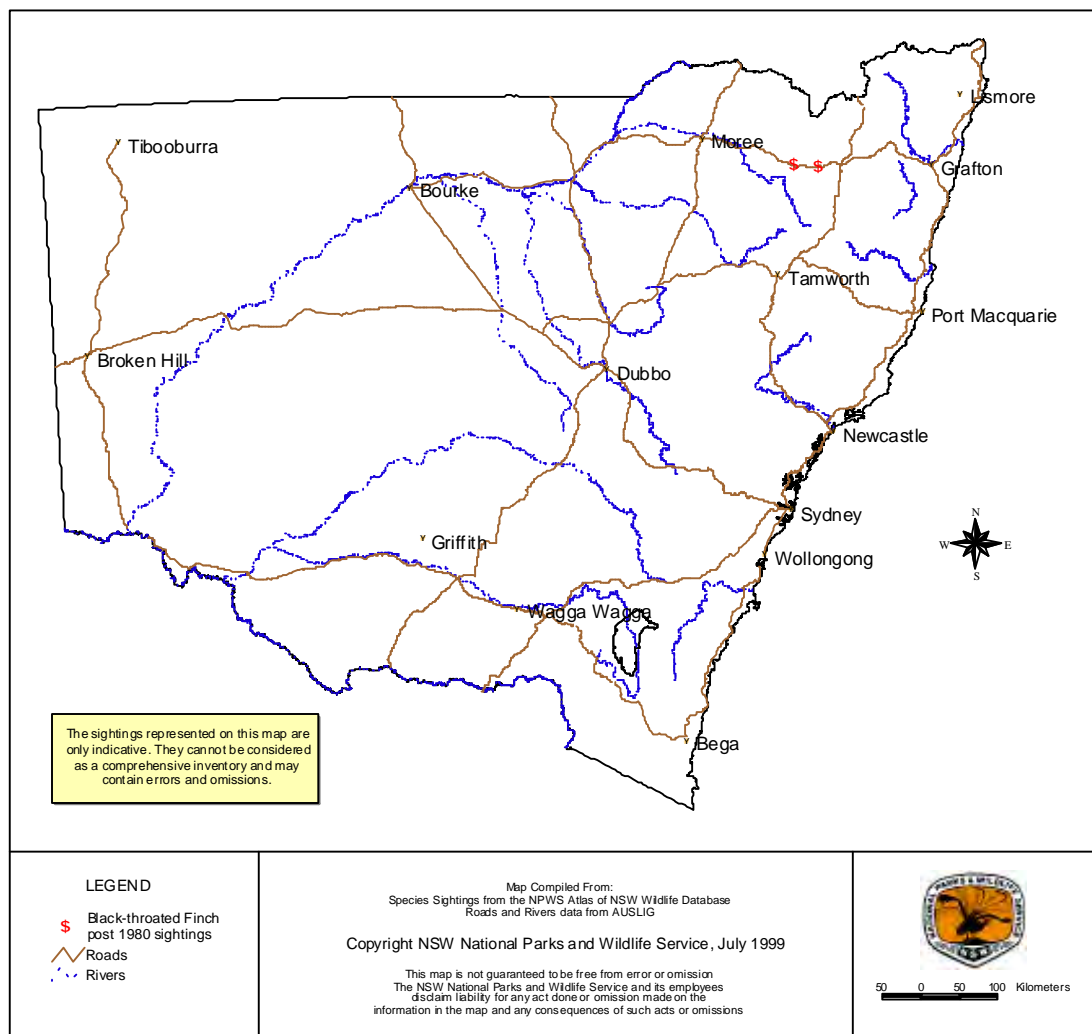 Lismore
Tibooburra
Moree
$ $
Grafton
Bourke
Tamworth
Port Macquarie
Broken Hill
Dubbo
Newcastle
Sydney
Griffith
Wollongong
N
W E
S
Wagga Wagga
Bega
The sightings represented on this map are
only indicative. They cannot be considered
as a comprehensive inventory and may
contain errors and omissions.
LEGEND
$ Black-throated Finch
post 1980 sightings
Roads
Rivers
Map Compiled From:
Species Sightings from the NPWS Atlas of NSW Wildlife Database
Roads and Rivers data from AUSLIG
Copyright NSW National Parks and Wildlife Service, July 1999
This map is not guaranteed to be free from error or omission
The NSW National Parks and Wildlife Service and its employees
disclaim liability for any act done or omission made on the
information in the map and any consequences of such acts or omissions
NATIONAL PARKS & WILDLIFE SERVICE
50 0 50 100 Kilometers